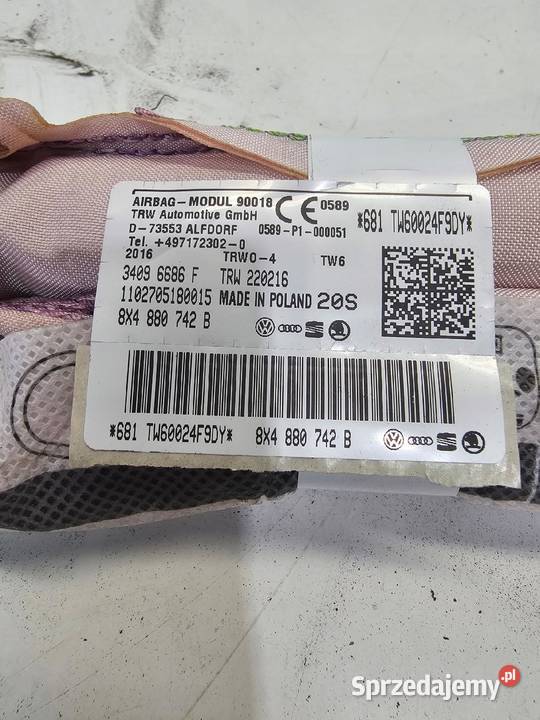 AIRBAG-MODUL 90018 CE 0589
TRW Automotive GmbH
D-73553 ALFDORF 0589-P1-000051
*681 TW60024F9DY*
Tel. +497172302-0
2016 TRWO-4 TW6
3409 6686 F TRW 220216
1102705180015 MADE IN POLAND 20S
8X4 880 742 B
*681 TW60024F9DY* 8X4 880 742 B
Sprzedajemy.pl